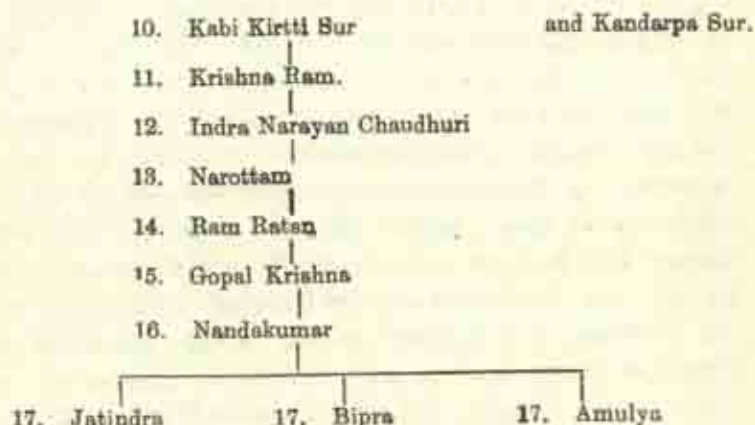 10. Kabi Kirtti Sur and Kandarpa Sur.
11. Krishna Ram.
12. Indra Narayan Chaudhuri
13. Narottam
14. Ram Ratan
15. Gopal Krishna
16. Nandakumar
17. Jatindra 17. Bipra 17. Amulya